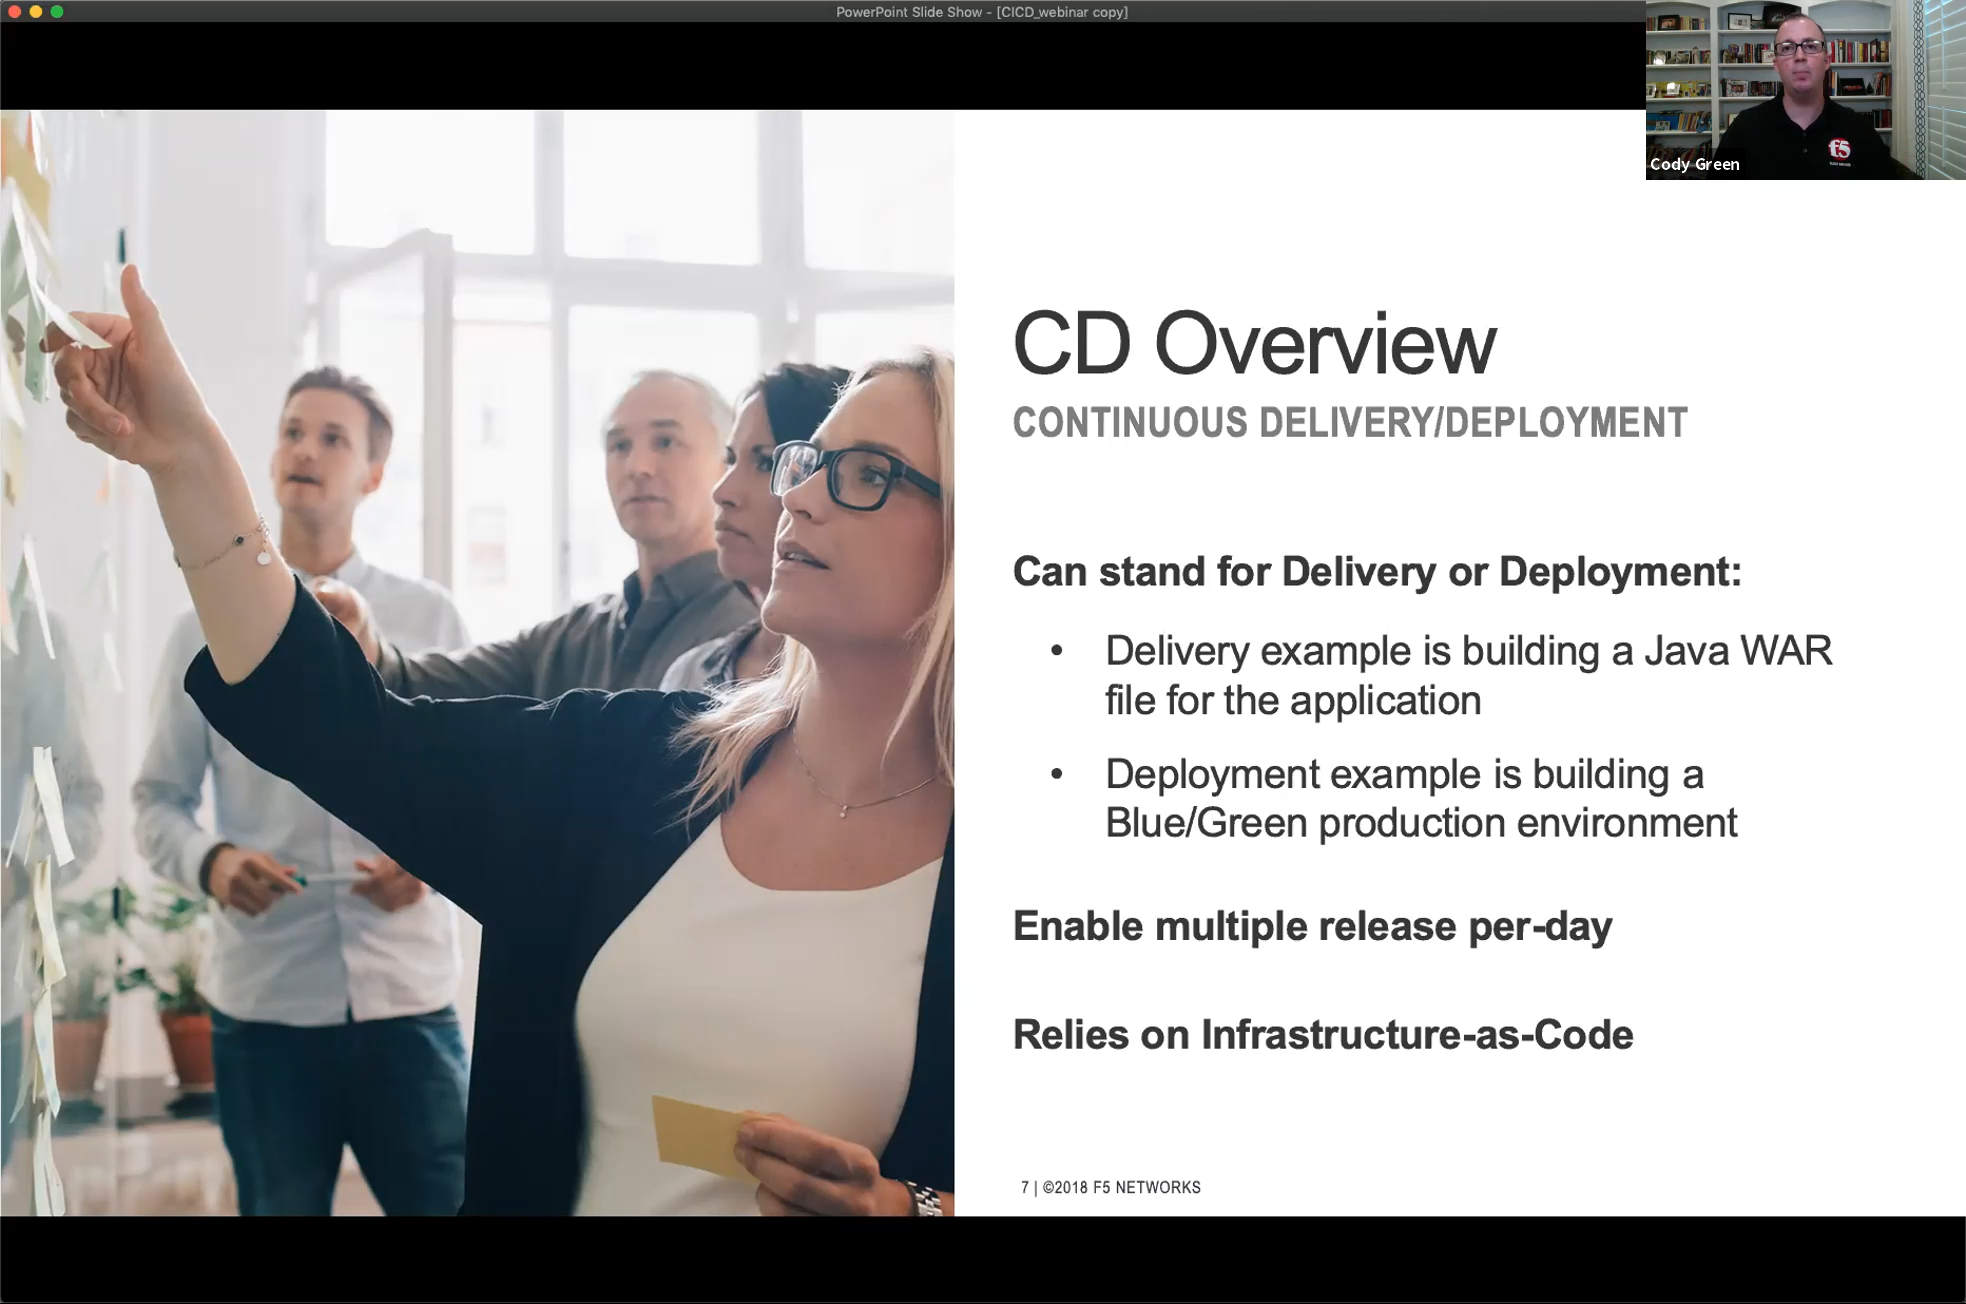 PowerPoint Slide Show - [CICD_webinar copy]
f5
Cody Green
CD Overview
CONTINUOUS DELIVERY/DEPLOYMENT
Can stand for Delivery or Deployment:
• Delivery example is building a Java WAR
file for the application
• Deployment example is building a
Blue/Green production environment
Enable multiple release per-day
Relies on Infrastructure-as-Code
7 | ©2018 F5 NETWORKS